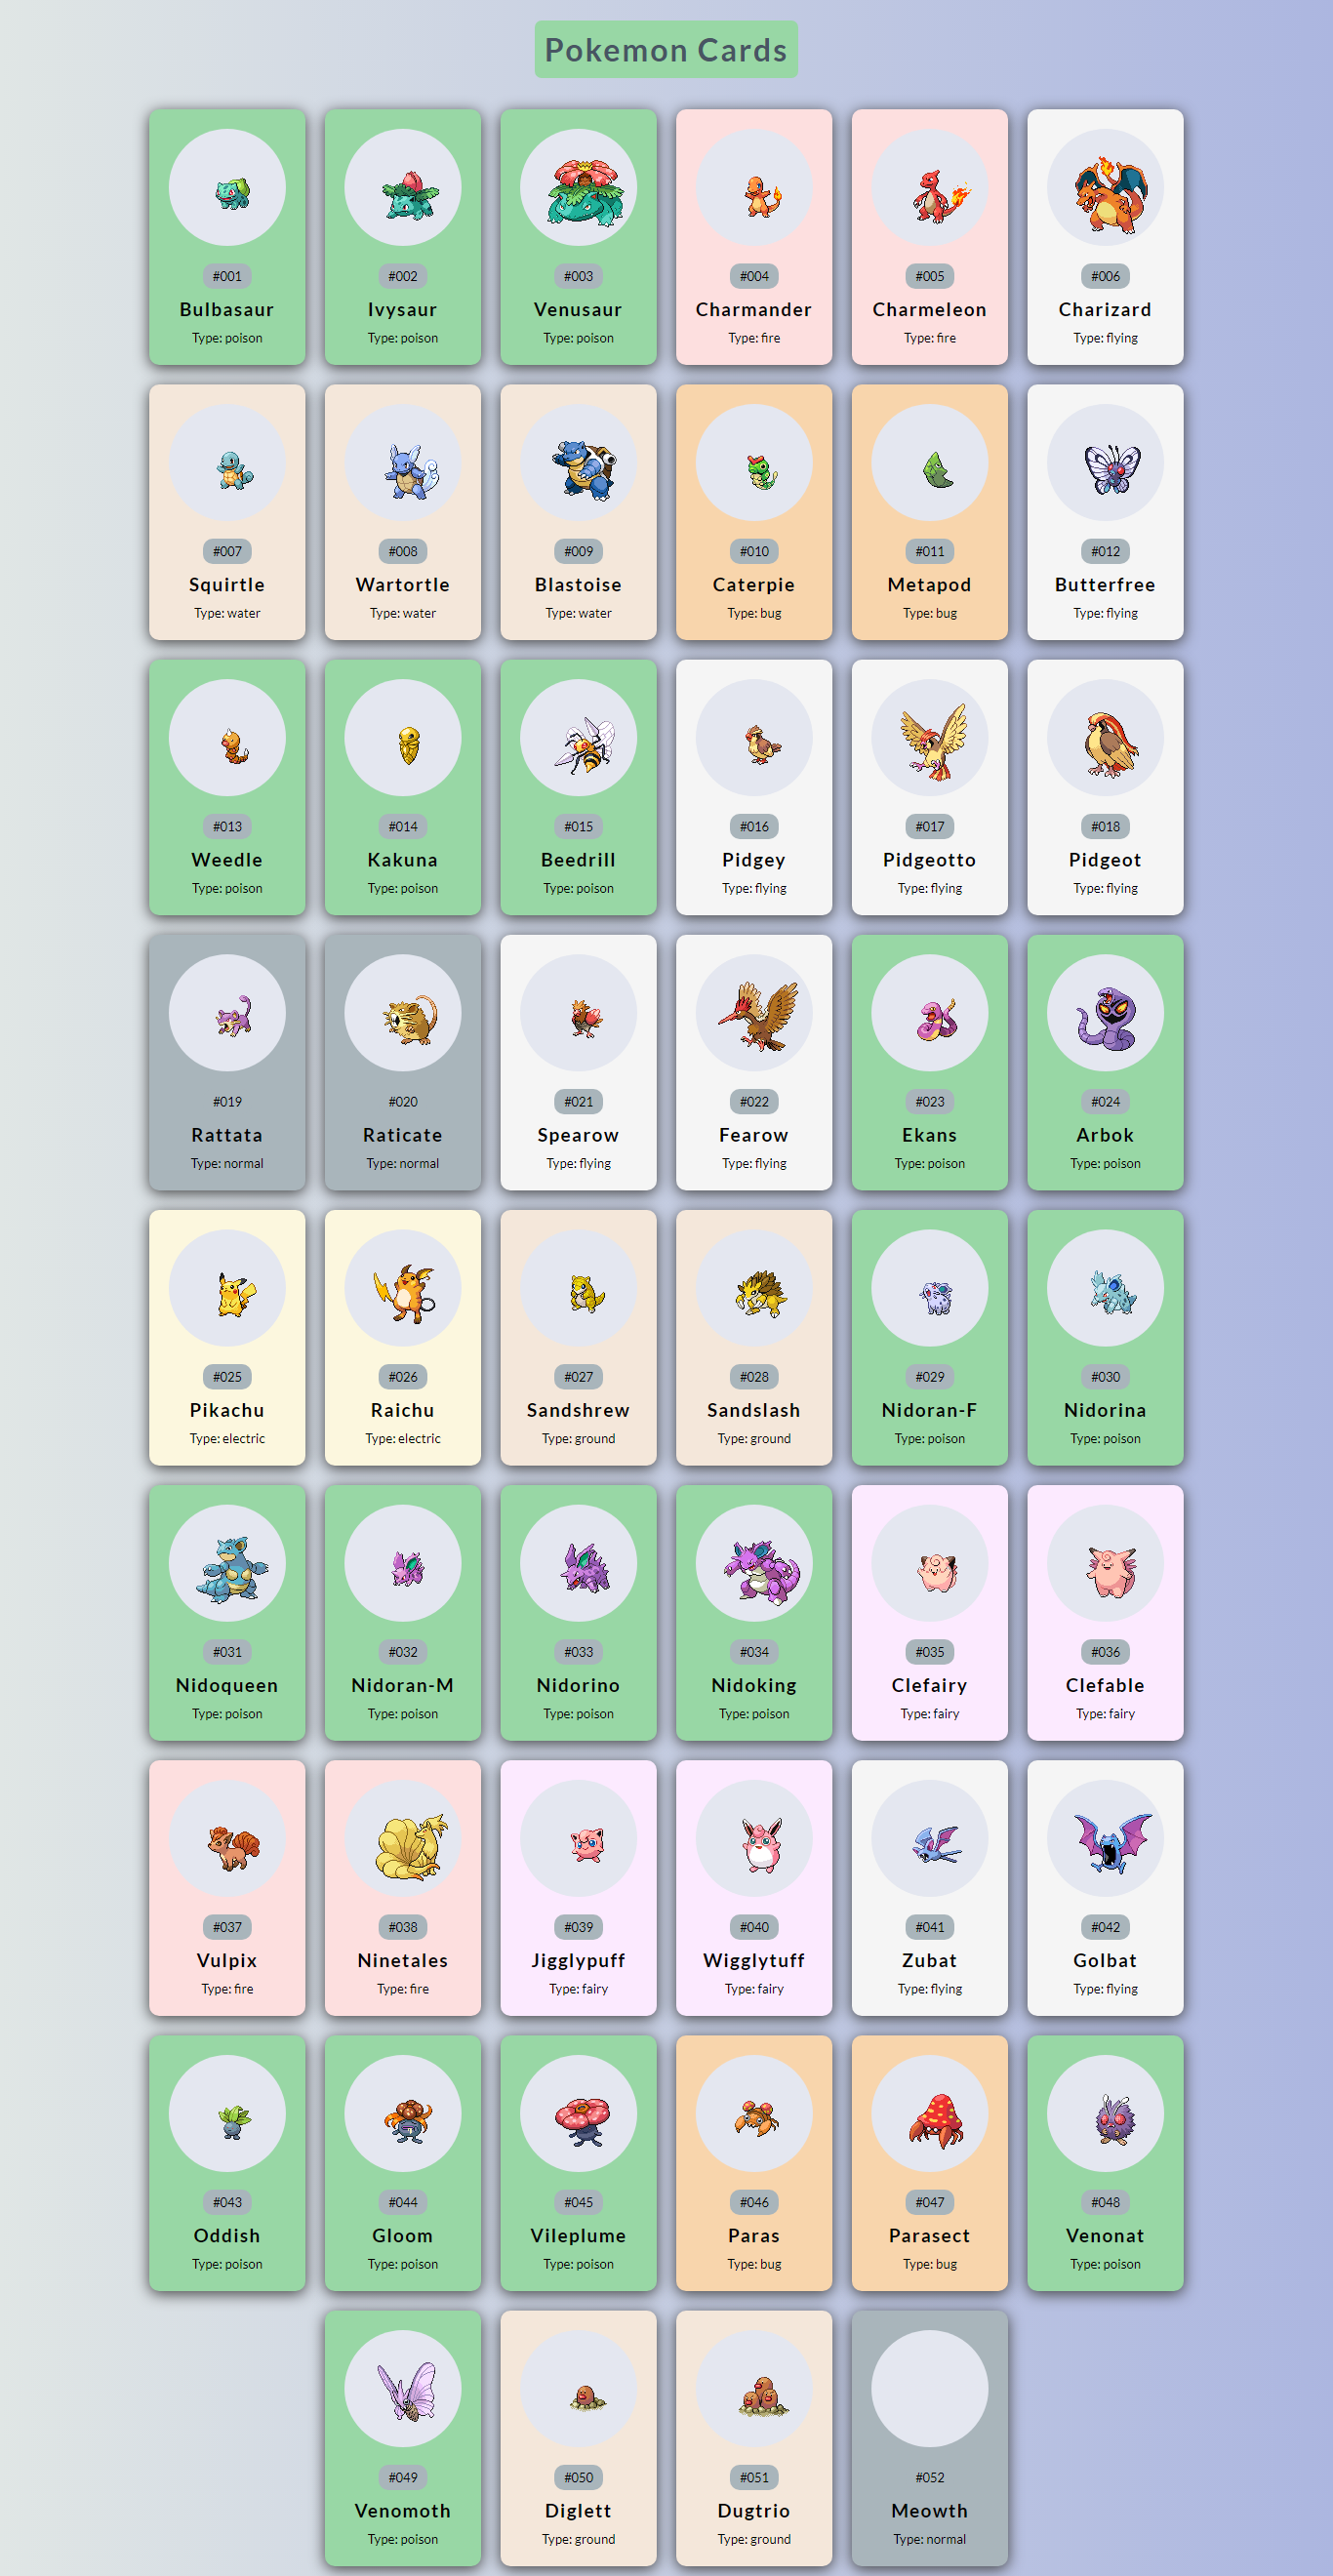 Pokemon Cards
#001
Bulbasaur
Type: poison
#002
Ivysaur
Type: poison
#003
Venusaur
Type: poison
#004
Charmander
Type: fire
#005
Charmeleon
Type: fire
#006
Charizard
Type: flying
#007
Squirtle
Type: water
#008
Wartortle
Type: water
#009
Blastoise
Type: water
#010
Caterpie
Type: bug
#011
Metapod
Type: bug
#012
Butterfree
Type: flying
#013
Weedle
Type: poison
#014
Kakuna
Type: poison
#015
Beedrill
Type: poison
#016
Pidgey
Type: flying
#017
Pidgeotto
Type: flying
#018
Pidgeot
Type: flying
#019
Rattata
Type: normal
#020
Raticate
Type: normal
#021
Spearow
Type: flying
#022
Fearow
Type: flying
#023
Ekans
Type: poison
#024
Arbok
Type: poison
#025
Pikachu
Type: electric
#026
Raichu
Type: electric
#027
Sandshrew
Type: ground
#028
Sandslash
Type: ground
#029
Nidoran-F
Type: poison
#030
Nidorina
Type: poison
#031
Nidoqueen
Type: poison
#032
Nidoran-M
Type: poison
#033
Nidorino
Type: poison
#034
Nidoking
Type: poison
#035
Clefairy
Type: fairy
#036
Clefable
Type: fairy
#037
Vulpix
Type: fire
#038
Ninetales
Type: fire
#039
Jigglypuff
Type: fairy
#040
Wigglytuff
Type: fairy
#041
Zubat
Type: flying
#042
Golbat
Type: flying
#043
Oddish
Type: poison
#044
Gloom
Type: poison
#045
Vileplume
Type: poison
#046
Paras
Type: bug
#047
Parasect
Type: bug
#048
Venonat
Type: poison
#049
Venomoth
Type: poison
#050
Diglett
Type: ground
#051
Dugtrio
Type: ground
#052
Meowth
Type: normal